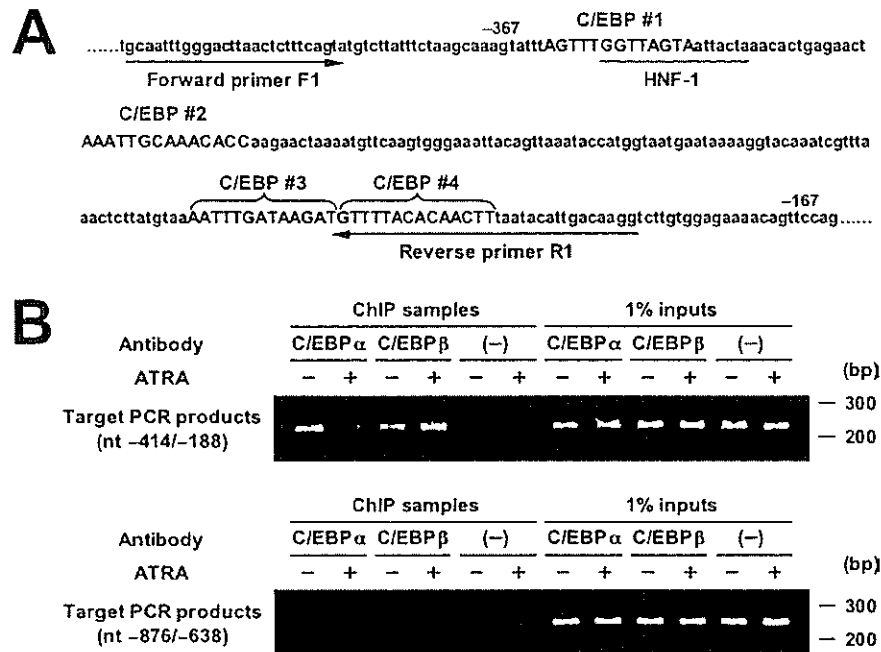 A
-367
C/EBP #1
......tgcaatttgggacttaactctttcagtatgtcttatttctaagcaaagtatttAGTTTGGTTAGTAattactaaacactgagaact
Forward primer F1
HNF-1
C/EBP #2
AAATTGCAAACACCaagaactaaaatgttcaagtgggaaattacagttaaataccatggtaatgaataaaaggtacaaatcgttta
C/EBP #3
C/EBP #4
-167
aactcttatgtaaAATTTGATAAGATGTTTTACACAACTTtaatacattgacaaggtcttgtggagaaaacagttccag......
Reverse primer R1
B
ChIP samples
1% inputs
Antibody
C/EBPα C/EBPβ (−) C/EBPα C/EBPβ (−)
ATRA
− + − + − + − + − + − +
(bp)
Target PCR products
(nt −414/−188)
300
200
ChIP samples
1% inputs
Antibody
C/EBPα C/EBPβ (−) C/EBPα C/EBPβ (−)
ATRA
− + − + − + − + − + − +
(bp)
Target PCR products
(nt −876/−638)
300
200